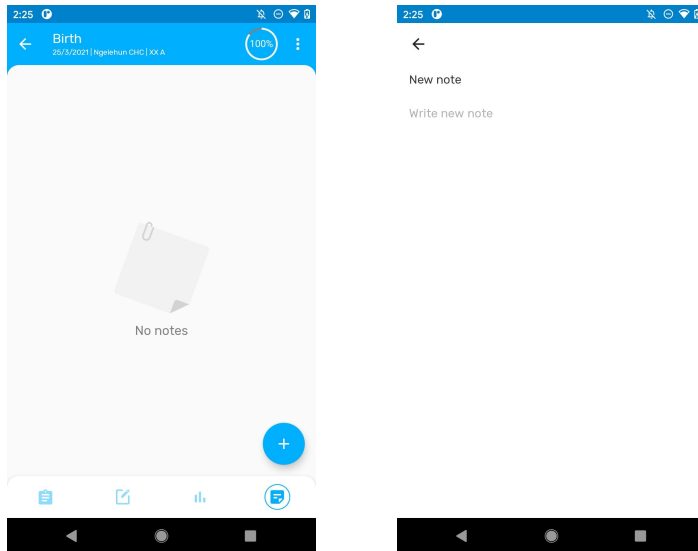 2:25
Birth
25/3/2021 | Ngelehun CHC | XX A
100%
No notes
2:25
New note
Write new note